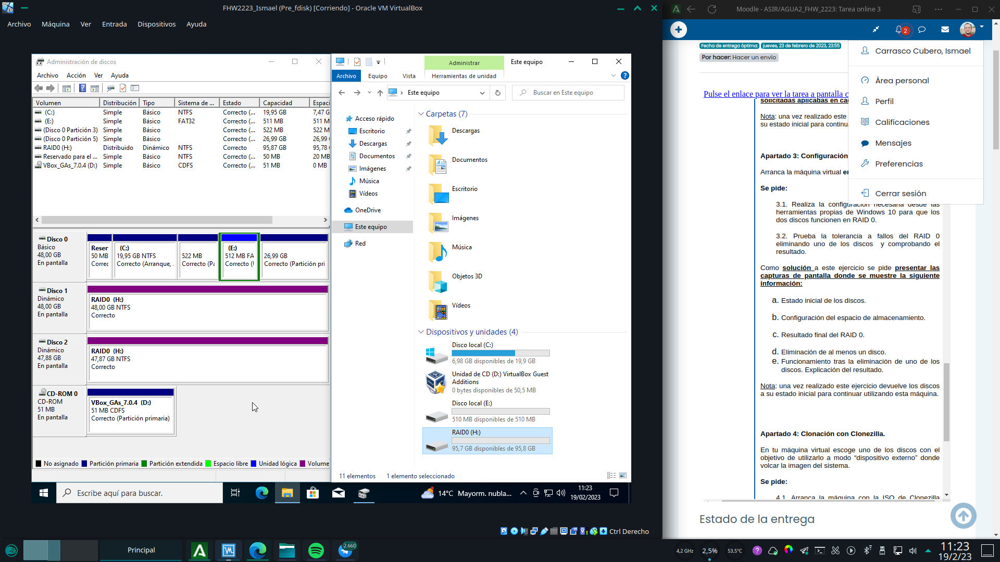 FHW2223_Ismael (Pre_fdisk) [Corriendo] - Oracle VM VirtualBox
Archivo Máquina Ver Entrada Dispositivos Ayuda
Administración de discos
Archivo Acción Ver Ayuda
Volumen Distribución Tipo Sistema de ... Estado Capacidad Espaci
(C:) Simple Básico NTFS Correcto (... 19,95 GB 7,47 G
(E:) Simple Básico FAT32 Correcto (... 511 MB 511 M
(Disco 0 Partición 3) Simple Básico Correcto (... 522 MB 522 M
(Disco 0 Partición 5) Simple Básico Correcto (... 26,99 GB 26,99
RAID0 (H:) Distribuido Dinámico NTFS Correcto 95,87 GB 95,78
Reservado para el ... Simple Básico NTFS Correcto (... 50 MB 20 MB
VBox_GAs_7.0.4 (D:) Simple Básico CDFS Correcto (... 51 MB 0 MB
Disco 0
Básico
48,00 GB
En pantalla
Reser
50 MB
Correc
(C:)
19,95 GB NTFS
Correcto (Arranque, .
522 MB
Correcto (Pa
(E:)
512 MB FA
Correcto (
26,99 GB
Correcto (Partición pri
Disco 1
Dinámico
48,00 GB
En pantalla
RAID0 (H:)
48,00 GB NTFS
Correcto
Disco 2
Dinámico
47,88 GB
En pantalla
RAID0 (H:)
47,87 GB NTFS
Correcto
CD-ROM 0
CD-ROM
51 MB
En pantalla
VBox_GAs_7.0.4 (D:)
51 MB CDFS
Correcto (Partición primaria)
No asignado Partición primaria Partición extendida Espacio libre Unidad lógica Volume
Administrar
Este equipo
Archivo Equipo Vista Herramientas de unidad
Este equipo
Buscar en Este equipo
Acceso rápido
Escritorio
Descargas
Documentos
Imágenes
Música
Vídeos
OneDrive
Este equipo
Red
Carpetas (7)
Descargas
Documentos
Escritorio
Imágenes
Música
Objetos 3D
Vídeos
Dispositivos y unidades (4)
Disco local (C:)
6,98 GB disponibles de 19,9 GB
Unidad de CD (D:) VirtualBox Guest
Additions
0 bytes disponibles de 50,5 MB
Disco local (E:)
510 MB disponibles de 510 MB
RAID0 (H:)
95,7 GB disponibles de 95,8 GB
11 elementos 1 elemento seleccionado
Escribe aquí para buscar.
14°C Mayorm. nubla...
11:23
19/02/2023
Ctrl Derecho
Moodle - ASIR/AGUA2_FHW_2223: Tarea online 3
2
Fecha de entrega óptima: jueves, 23 de febrero de 2023, 23:55
Por hacer: Hacer un envío
Carrasco Cubero, Ismael
Área personal
Perfil
Calificaciones
Mensajes
Preferencias
Cerrar sesión
Pulse el enlace para ver la tarea a pantalla c
solicitadas aplicadas en ca
Nota: una vez realizado este
su estado inicial para continua
Apartado 3: Configuración
Arranca la máquina virtual en
Se pide:
3.1. Realiza la configuración necesaria desde las
herramientas propias de Windows 10 para que los
dos discos funcionen en RAID 0.
3.2. Prueba la tolerancia a fallos del RAID 0
eliminando uno de los discos y comprobando el
resultado.
Como solución a este ejercicio se pide presentar las
capturas de pantalla donde se muestre la siguiente
información:
a. Estado inicial de los discos.
b. Configuración del espacio de almacenamiento.
c. Resultado final del RAID 0.
d. Eliminación de al menos un disco.
e. Funcionamiento tras la eliminación de uno de los
discos. Explicación del resultado.
Nota: una vez realizado este ejercicio devuelve los discos
a su estado inicial para continuar utilizando esta máquina.
Apartado 4: Clonación con Clonezilla.
En tu máquina virtual escoge uno de los discos con el
objetivo de utilizarlo a modo “dispositivo externo” donde
volcar la imagen del sistema.
Se pide:
4.1. Arranca la máquina con la ISO de Clonezilla
Estado de la entrega
Principal
2.660
4,2 GHz
2,5%
53,5°C
11:23
19/2/23